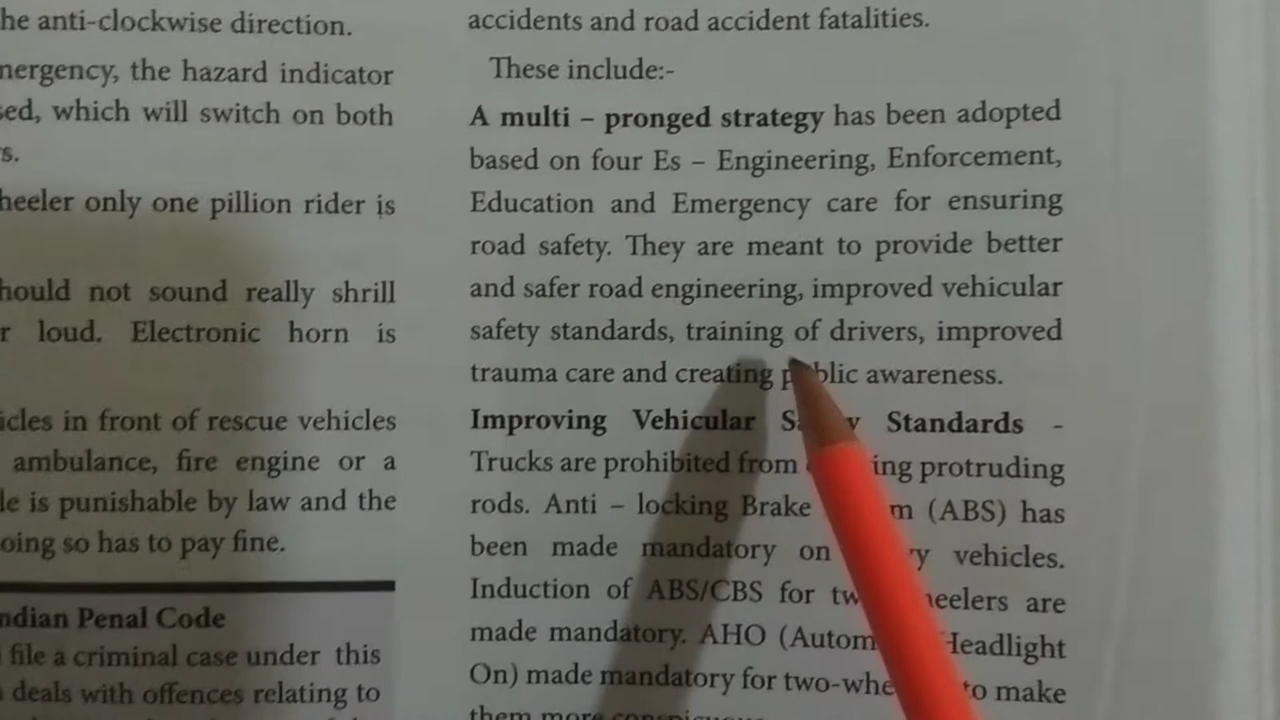 he anti-clockwise direction.
nergency, the hazard indicator
sed, which will switch on both
s.
heeler only one pillion rider is
hould not sound really shrill
r loud. Electronic horn is
icles in front of rescue vehicles
ambulance, fire engine or a
le is punishable by law and the
oing so has to pay fine.
ndian Penal Code
file a criminal case under this
deals with offences relating to
accidents and road accident fatalities.
These include:-
A multi – pronged strategy has been adopted
based on four Es – Engineering, Enforcement,
Education and Emergency care for ensuring
road safety. They are meant to provide better
and safer road engineering, improved vehicular
safety standards, training of drivers, improved
trauma care and creating public awareness.
Improving Vehicular Standards -
Trucks are prohibited from ing protruding
rods. Anti – locking Brake m (ABS) has
been made mandatory on vehicles.
Induction of ABS/CBS for tw heelers are
made mandatory. AHO (Autom Headlight
On) made mandatory for two-whe to make
them more